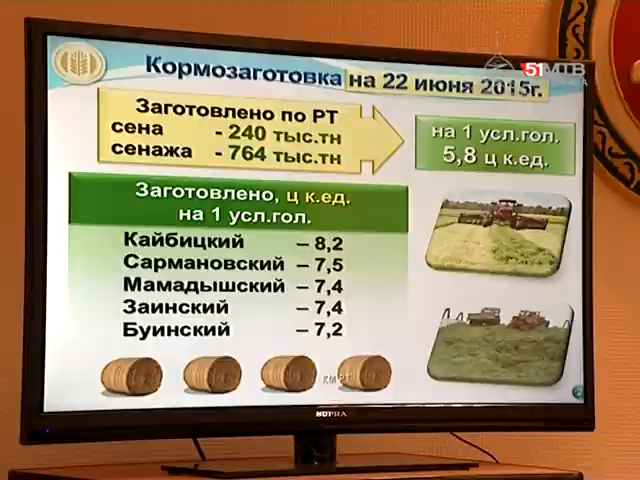 51 МТВ
Кормозаготовка на 22 июня 2015г.
Заготовлено по РТ
сена - 240 тыс.тн
сенажа - 764 тыс.тн
на 1 усл.гол.
5,8 ц к.ед.
Заготовлено, ц к.ед.
на 1 усл.гол.
Кайбицкий – 8,2
Сармановский – 7,5
Мамадышский – 7,4
Заинский – 7,4
Буинский – 7,2
SUPRA